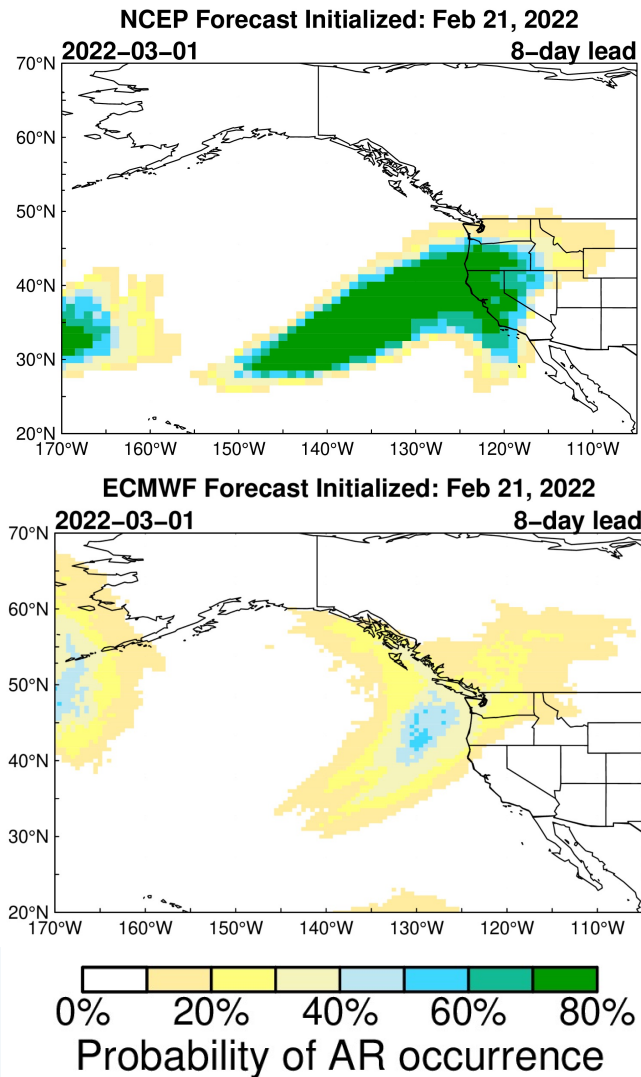 NCEP Forecast Initialized: Feb 21, 2022
2022−03−01 8−day lead
70°N
60°N
50°N
40°N
30°N
20°N
170°W 160°W 150°W 140°W 130°W 120°W 110°W
ECMWF Forecast Initialized: Feb 21, 2022
2022−03−01 8−day lead
70°N
60°N
50°N
40°N
30°N
20°N
170°W 160°W 150°W 140°W 130°W 120°W 110°W
0% 20% 40% 60% 80%
Probability of AR occurrence